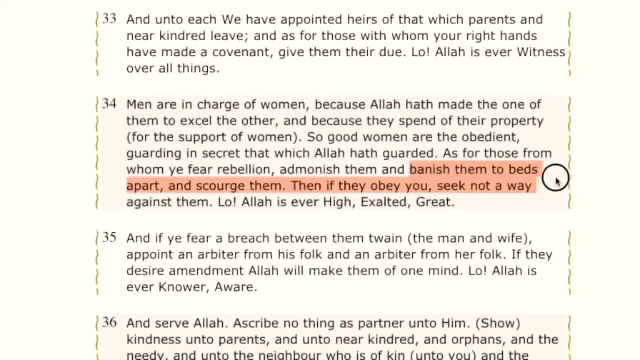 33 And unto each We have appointed heirs of that which parents and
near kindred leave; and as for those with whom your right hands
have made a covenant, give them their due. Lo! Allah is ever Witness
over all things.
34 Men are in charge of women, because Allah hath made the one of
them to excel the other, and because they spend of their property
(for the support of women). So good women are the obedient,
guarding in secret that which Allah hath guarded. As for those from
whom ye fear rebellion, admonish them and banish them to beds
apart, and scourge them. Then if they obey you, seek not a way
against them. Lo! Allah is ever High, Exalted, Great.
35 And if ye fear a breach between them twain (the man and wife),
appoint an arbiter from his folk and an arbiter from her folk. If they
desire amendment Allah will make them of one mind. Lo! Allah is
ever Knower, Aware.
36 And serve Allah. Ascribe no thing as partner unto Him. (Show)
kindness unto parents, and unto near kindred, and orphans, and the
needy, and unto the neighbour who is of kin (unto you) and the